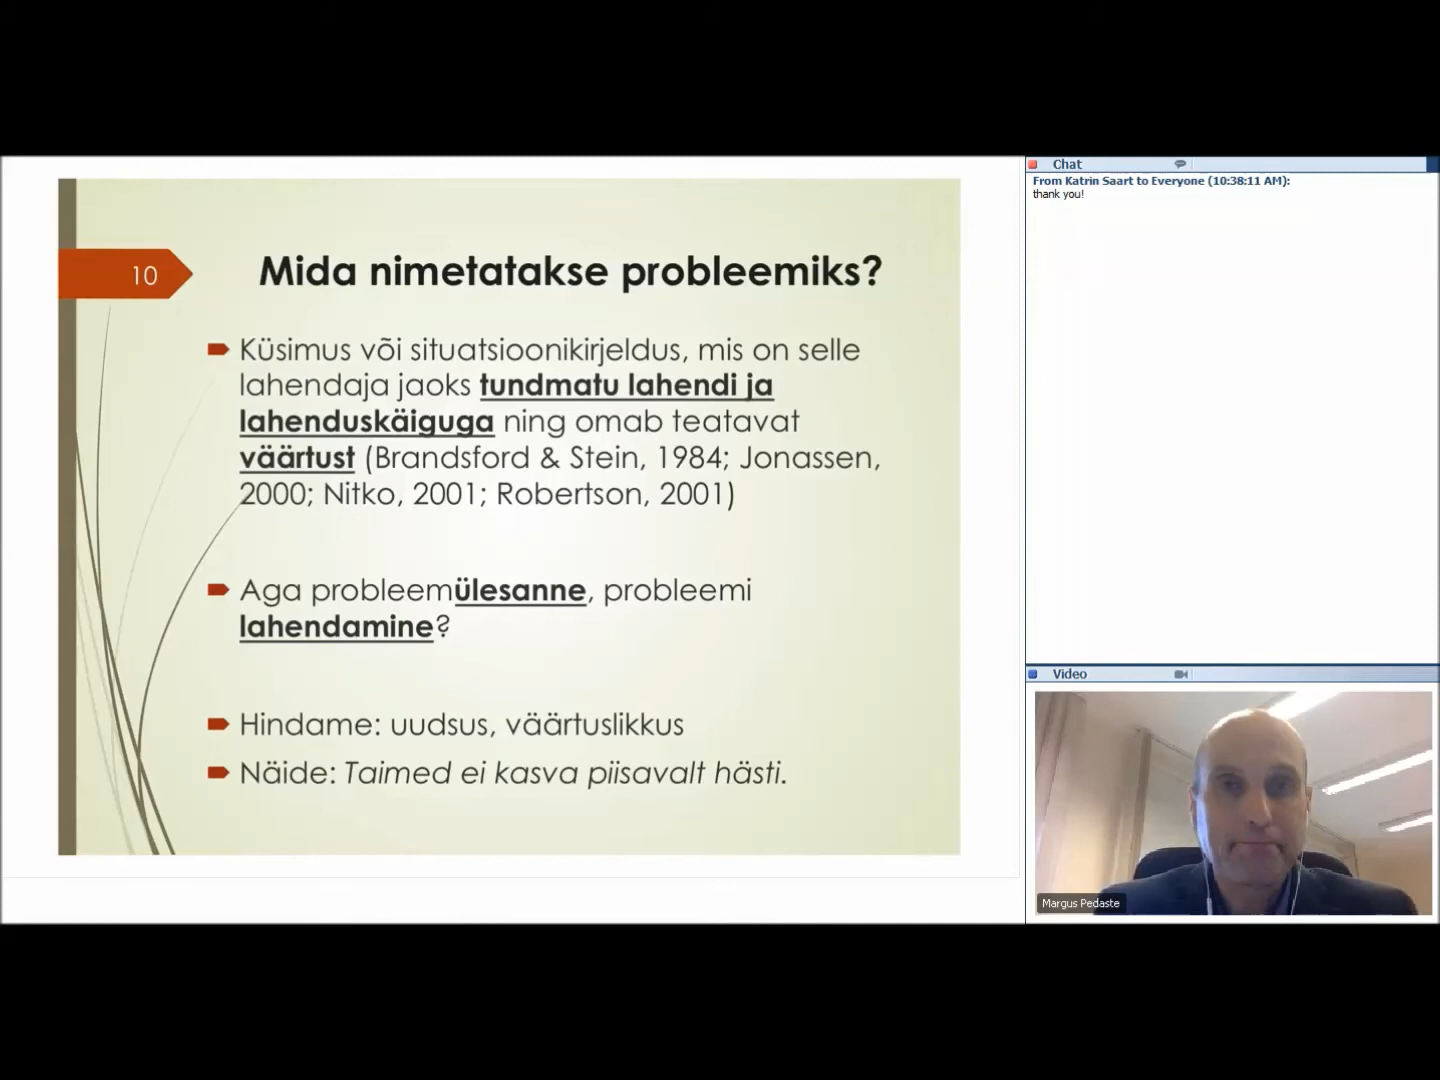 10
Mida nimetatakse probleemiks?
Küsimus või situatsioonikirjeldus, mis on selle
lahendaja jaoks tundmatu lahendi ja
lahenduskäiguga ning omab teatavat
väärtust (Brandsford & Stein, 1984; Jonassen,
2000; Nitko, 2001; Robertson, 2001)
Aga probleemülesanne, probleemi
lahendamine?
Hindame: uudsus, väärtuslikkus
Näide: Taimed ei kasva piisavalt hästi.
Chat
From Katrin Saart to Everyone (10:38:11 AM):
thank you!
Video
Margus Pedaste